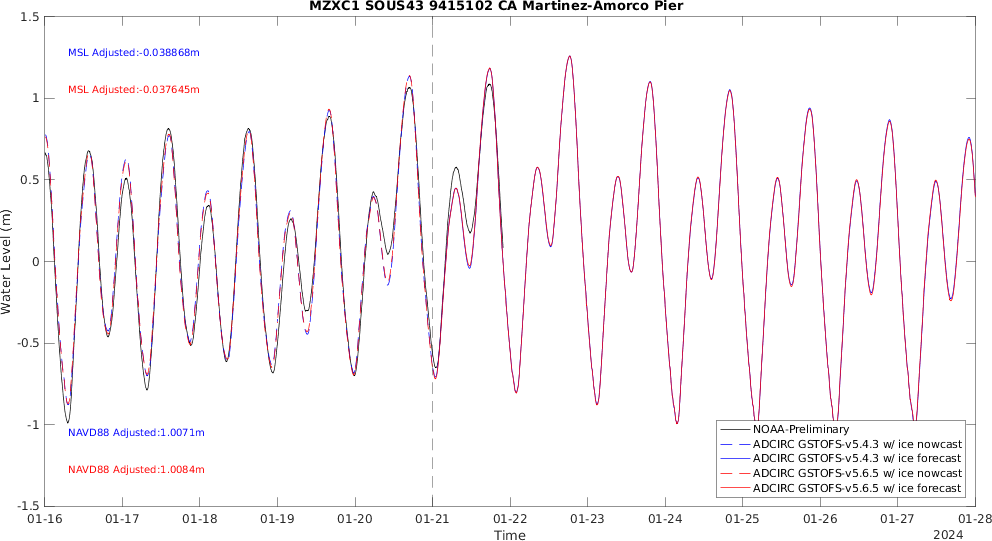 MZXC1 SOUS43 9415102 CA Martinez-Amorco Pier
1.5
1
0.5
0
-0.5
-1
-1.5
Water Level (m)
MSL Adjusted:-0.038868m
MSL Adjusted:-0.037645m
NAVD88 Adjusted:1.0071m
NAVD88 Adjusted:1.0084m
NOAA-Preliminary
ADCIRC GSTOFS-v5.4.3 w/ ice nowcast
ADCIRC GSTOFS-v5.4.3 w/ ice forecast
ADCIRC GSTOFS-v5.6.5 w/ ice nowcast
ADCIRC GSTOFS-v5.6.5 w/ ice forecast
01-16 01-17 01-18 01-19 01-20 01-21 01-22 01-23 01-24 01-25 01-26 01-27 01-28
Time
2024